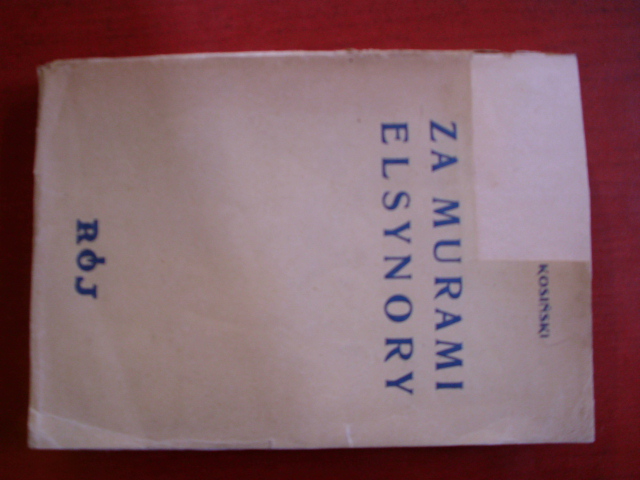 KOSIŃSKI
ZA MURAMI
ELSYNORY
RÓJ